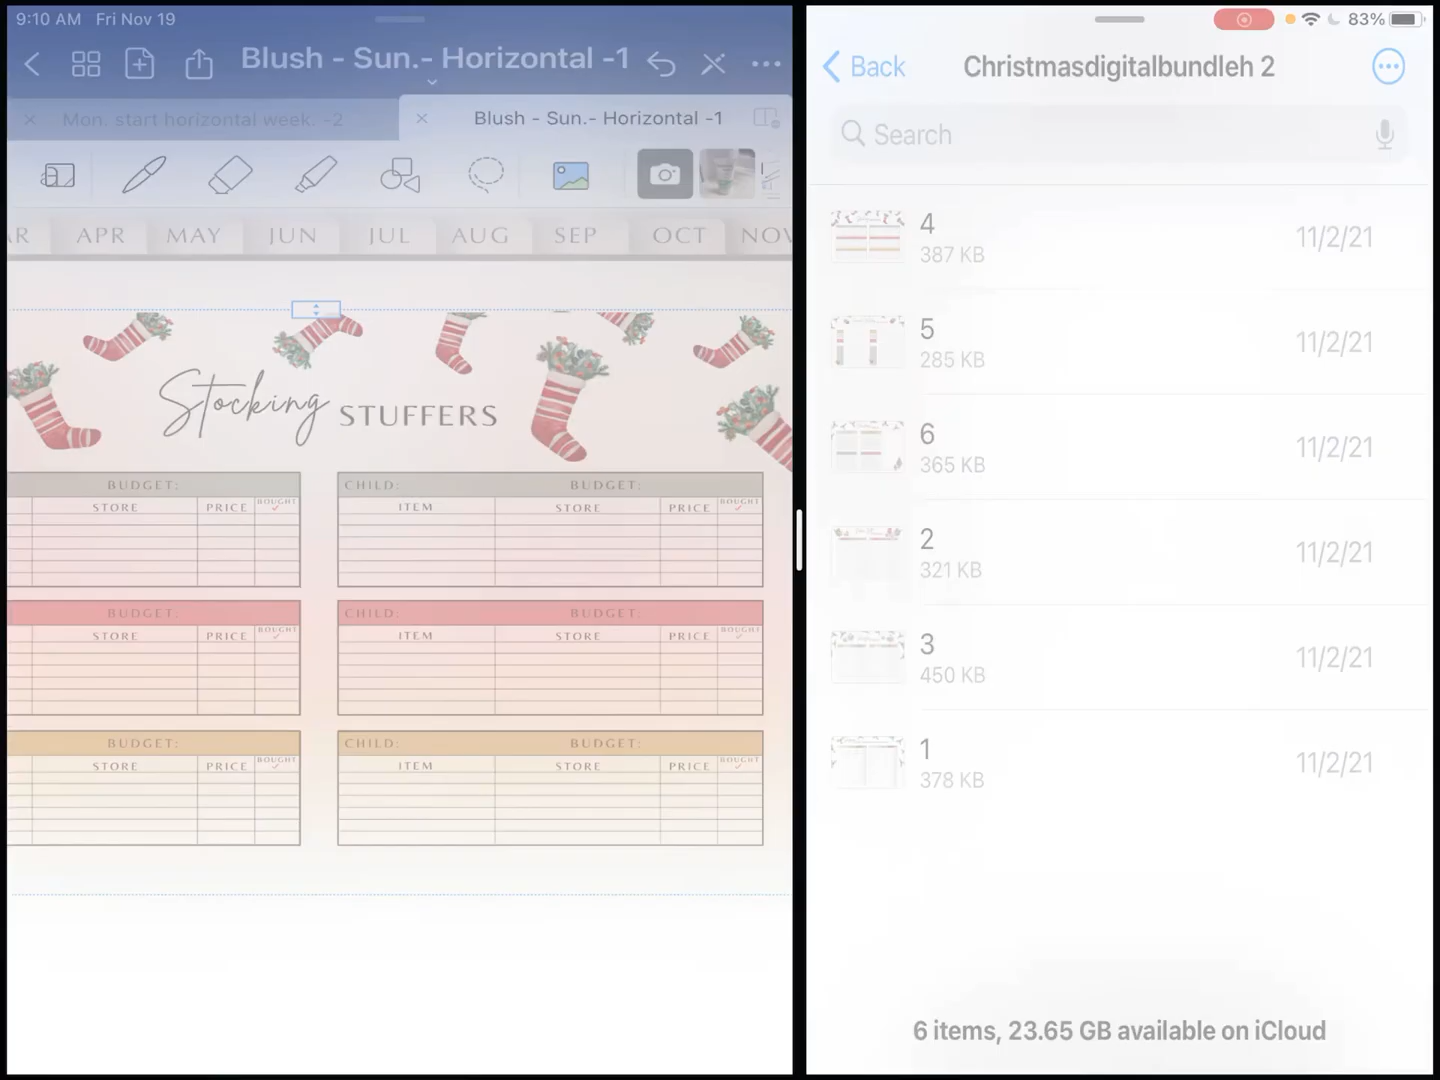 9:10 AM Fri Nov 19
Blush - Sun.- Horizontal -1
Mon. start horizontal week. -2
Blush - Sun.- Horizontal -1
AR APR MAY JUN JUL AUG SEP OCT NOV
Stocking STUFFERS
BUDGET:
STORE PRICE BOUGHT
CHILD: BUDGET:
ITEM STORE PRICE BOUGHT
BUDGET:
STORE PRICE BOUGHT
CHILD: BUDGET:
ITEM STORE PRICE BOUGHT
BUDGET:
STORE PRICE BOUGHT
CHILD: BUDGET:
ITEM STORE PRICE BOUGHT
83%
Back Christmasdigitalbundleh 2
Search
4 11/2/21
387 KB
5 11/2/21
285 KB
6 11/2/21
365 KB
2 11/2/21
321 KB
3 11/2/21
450 KB
1 11/2/21
378 KB
6 items, 23.65 GB available on iCloud